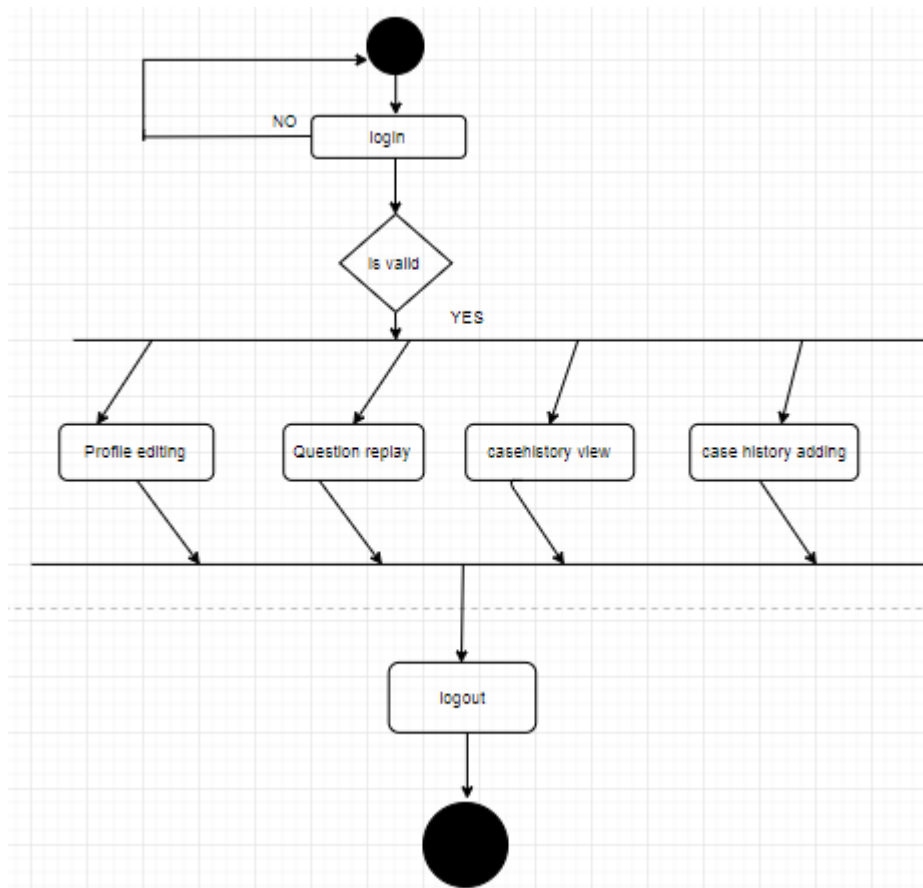 NO
login
is valid
YES
Profile editing
Question replay
casehistory view
case history adding
logout